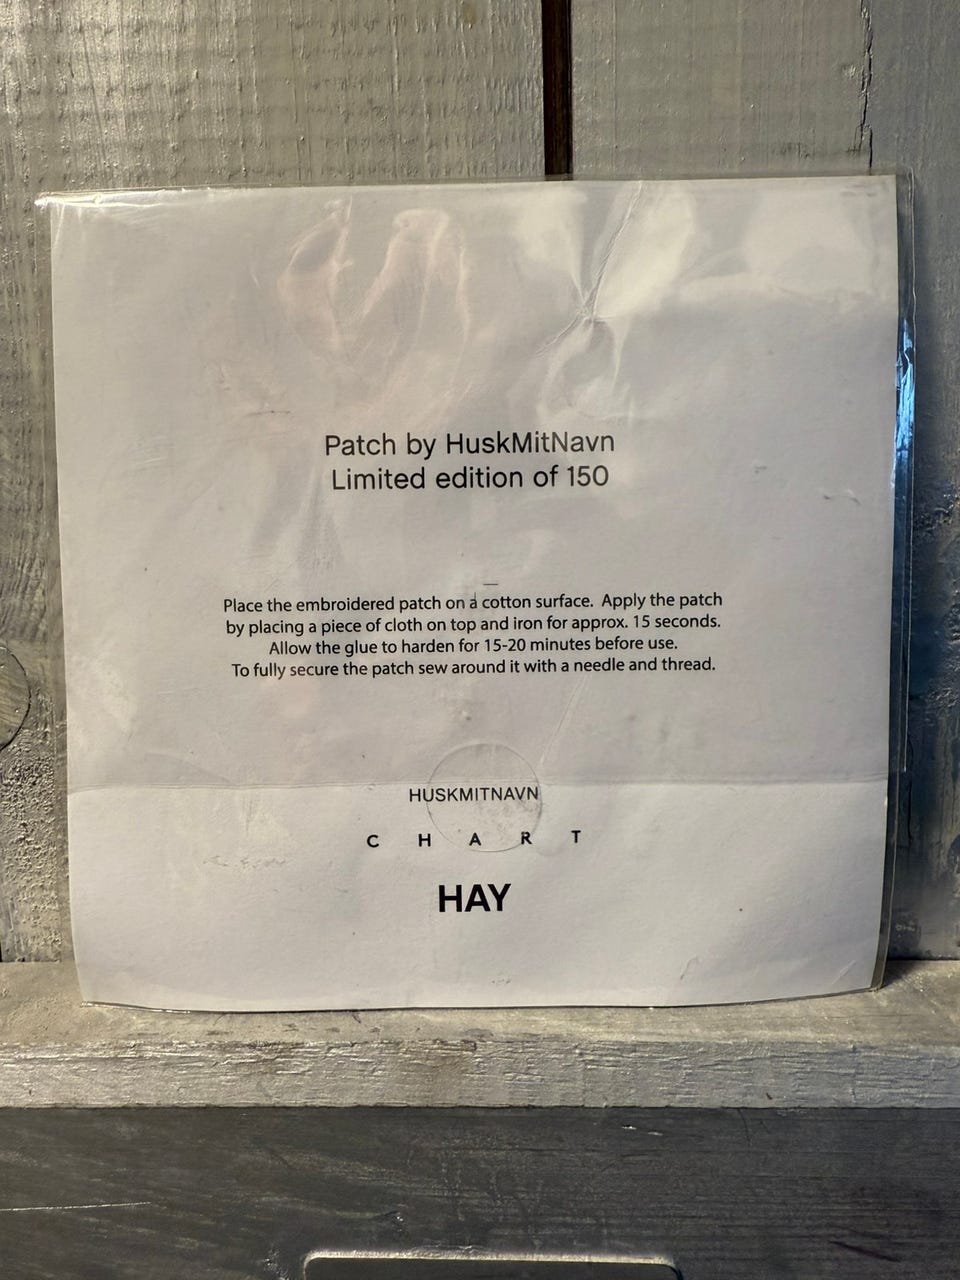 Patch by HuskMitNavn
Limited edition of 150
Place the embroidered patch on a cotton surface.  Apply the patch
by placing a piece of cloth on top and iron for approx. 15 seconds.
Allow the glue to harden for 15-20 minutes before use.
To fully secure the patch sew around it with a needle and thread.
HUSKMITNAVN
C H A R T
HAY